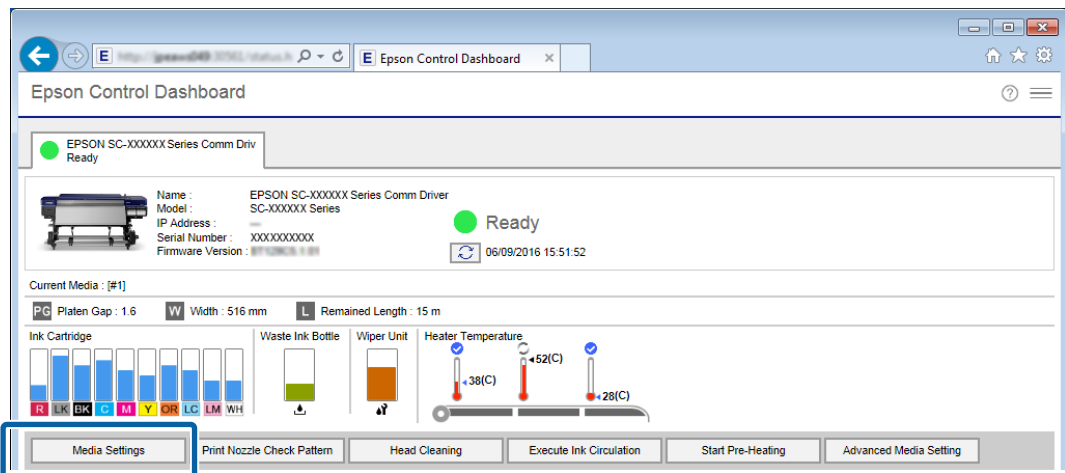 E Epson Control Dashboard
Epson Control Dashboard
EPSON SC-XXXXXX Series Comm Driv
Ready
Name : EPSON SC-XXXXXX Series Comm Driver
Model : SC-XXXXXX Series
IP Address : —
Serial Number : XXXXXXXXXX
Firmware Version :
Ready
06/09/2016 15:51:52
Current Media : [#1]
PG Platen Gap : 1.6 W Width : 516 mm L Remained Length : 15 m
Ink Cartridge Waste Ink Bottle Wiper Unit Heater Temperature
52(C)
38(C)
28(C)
R LK BK C M Y OR LC LM WH
Media Settings Print Nozzle Check Pattern Head Cleaning Execute Ink Circulation Start Pre-Heating Advanced Media Setting